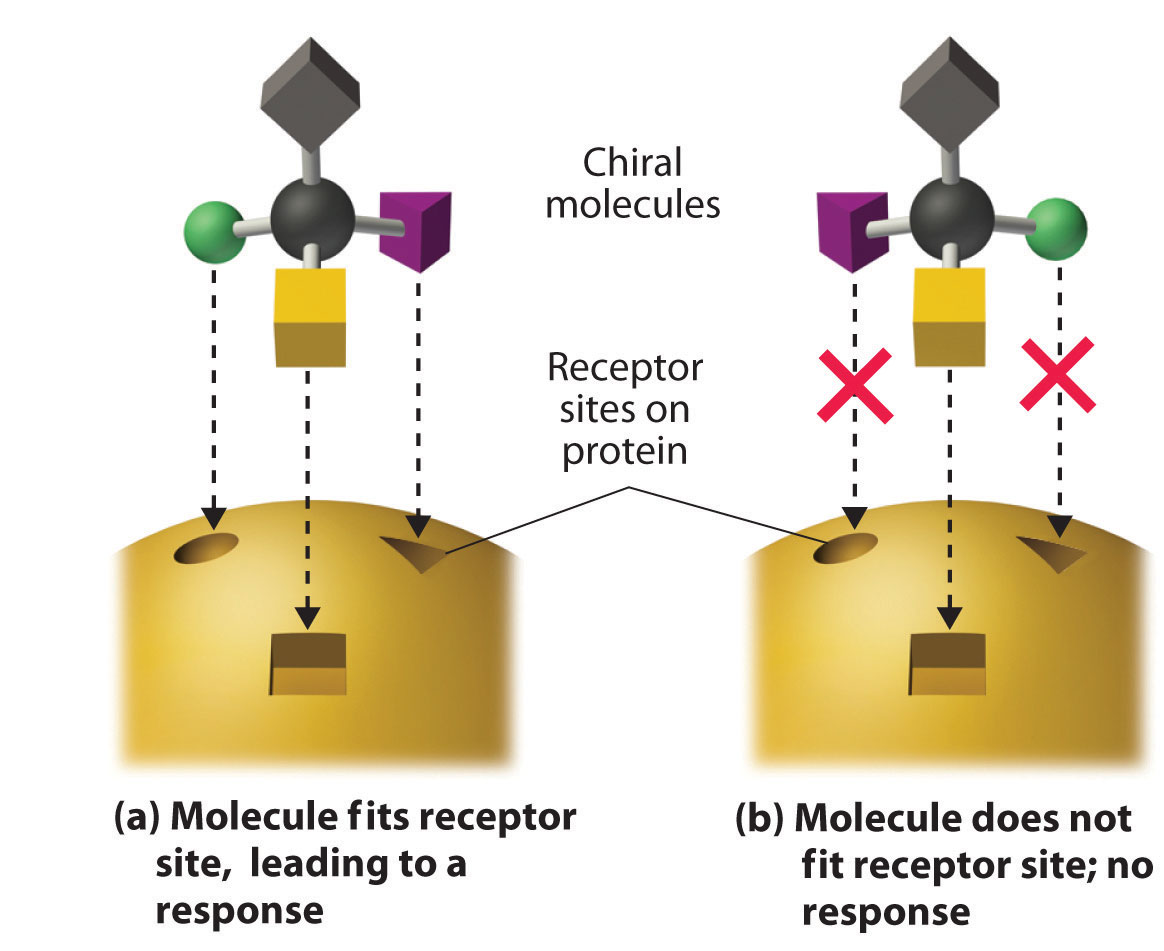 Chiral
molecules
Receptor
sites on
protein
(a) Molecule fits receptor
site, leading to a
response
(b) Molecule does not
fit receptor site; no
response